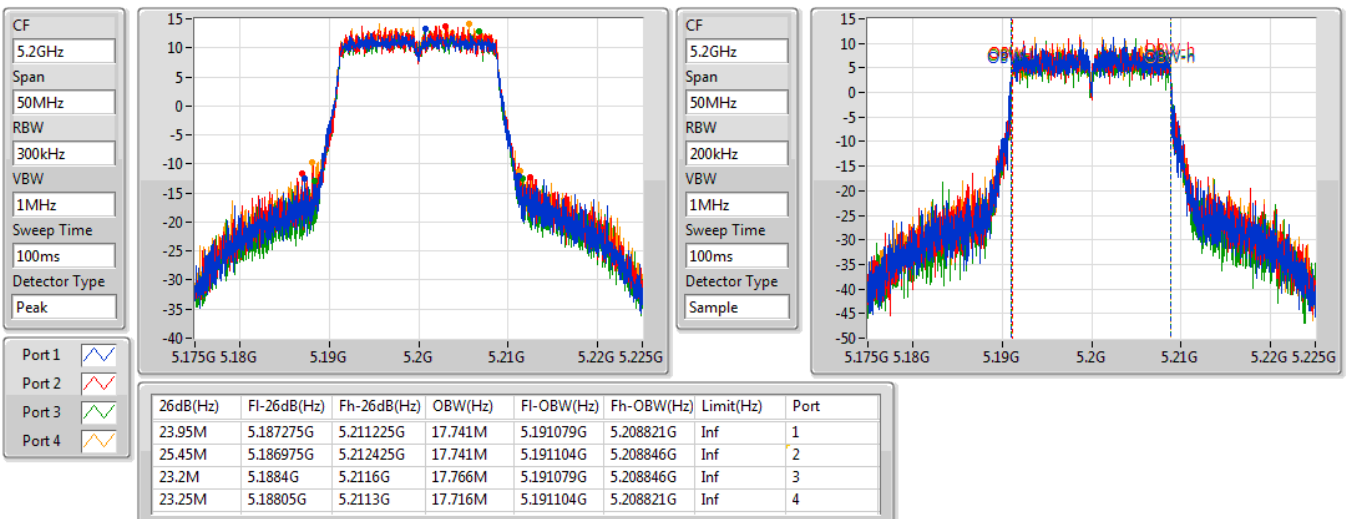 CF
5.2GHz
Span
50MHz
RBW
300kHz
VBW
1MHz
Sweep Time
100ms
Detector Type
Peak
15
10
5
0
-5
-10
-15
-20
-25
-30
-35
-40
5.175G 5.18G 5.19G 5.2G 5.21G 5.22G 5.225G
CF
5.2GHz
Span
50MHz
RBW
200kHz
VBW
1MHz
Sweep Time
100ms
Detector Type
Sample
15
10
5
0
-5
-10
-15
-20
-25
-30
-35
-40
-45
-50
OBW-h
5.175G 5.18G 5.19G 5.2G 5.21G 5.22G 5.225G
Port 1
Port 2
Port 3
Port 4
26dB(Hz) Fl-26dB(Hz) Fh-26dB(Hz) OBW(Hz) Fl-OBW(Hz) Fh-OBW(Hz) Limit(Hz) Port
23.95M 5.187275G 5.211225G 17.741M 5.191079G 5.208821G Inf 1
25.45M 5.186975G 5.212425G 17.741M 5.191104G 5.208846G Inf 2
23.2M 5.1884G 5.2116G 17.766M 5.191079G 5.208846G Inf 3
23.25M 5.18805G 5.2113G 17.716M 5.191104G 5.208821G Inf 4